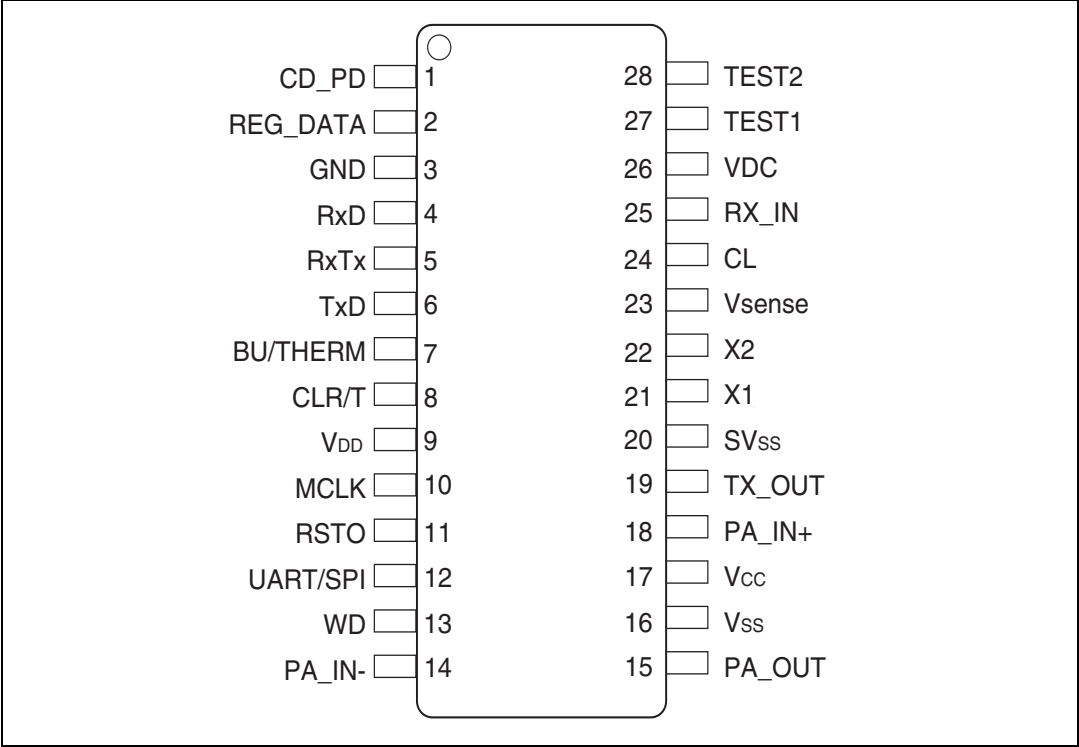 CD_PD 1 28 TEST2
REG_DATA 2 27 TEST1
GND 3 26 VDC
RxD 4 25 RX_IN
RxTx 5 24 CL
TxD 6 23 Vsense
BU/THERM 7 22 X2
CLR/T 8 21 X1
VDD 9 20 SVss
MCLK 10 19 TX_OUT
RSTO 11 18 PA_IN+
UART/SPI 12 17 Vcc
WD 13 16 Vss
PA_IN- 14 15 PA_OUT